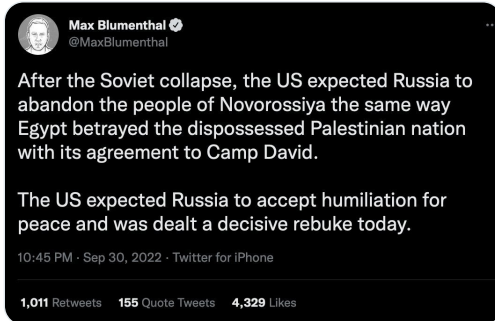 Max Blumenthal
@MaxBlumenthal
After the Soviet collapse, the US expected Russia to
abandon the people of Novorossiya the same way
Egypt betrayed the dispossessed Palestinian nation
with its agreement to Camp David.
The US expected Russia to accept humiliation for
peace and was dealt a decisive rebuke today.
10:45 PM · Sep 30, 2022 · Twitter for iPhone
1,011 Retweets 155 Quote Tweets 4,329 Likes